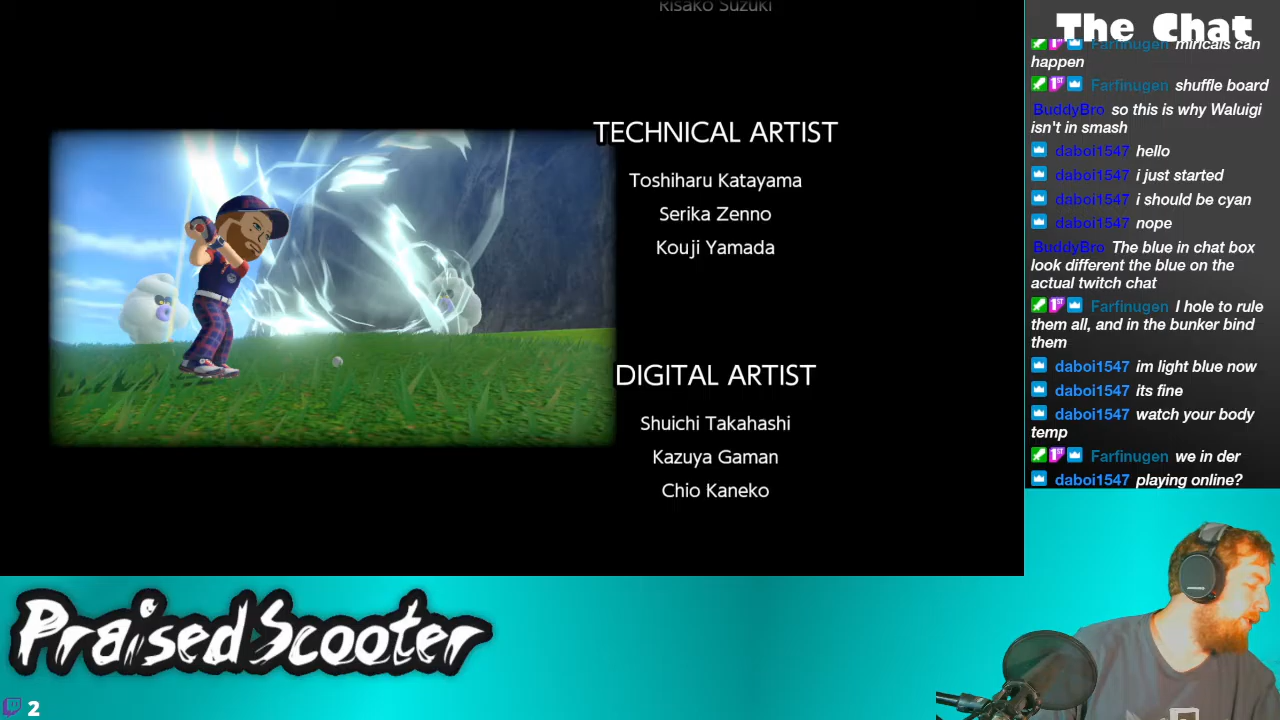 Risako Suzuki
TECHNICAL ARTIST
Toshiharu Katayama
Serika Zenno
Kouji Yamada
DIGITAL ARTIST
Shuichi Takahashi
Kazuya Gaman
Chio Kaneko
The Chat
Farfinugen miricals can
happen
Farfinugen shuffle board
BuddyBro so this is why Waluigi
isn't in smash
daboi1547 hello
daboi1547 i just started
daboi1547 i should be cyan
daboi1547 nope
BuddyBro The blue in chat box
look different the blue on the
actual twitch chat
Farfinugen I hole to rule
them all, and in the bunker bind
them
daboi1547 im light blue now
daboi1547 its fine
daboi1547 watch your body
temp
Farfinugen we in der
daboi1547 playing online?
PraisedScooter
2